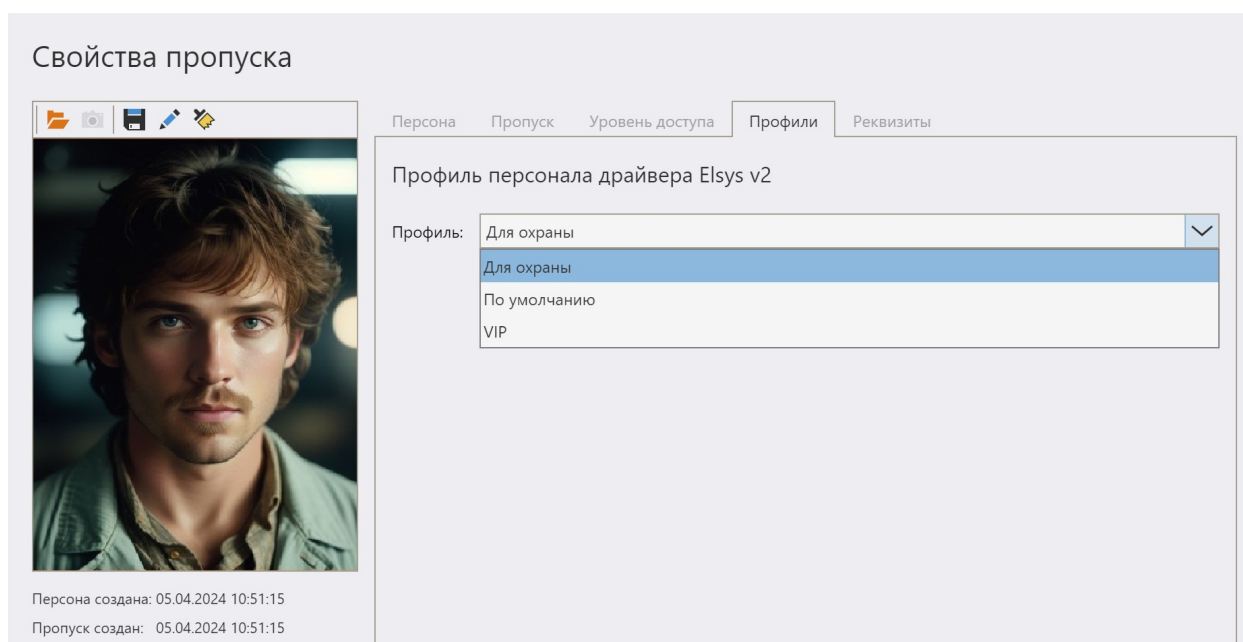 Свойства пропуска
Персона Пропуск Уровень доступа Профили Реквизиты
Профиль персонала драйвера Elsys v2
Профиль: Для охраны
Для охраны
По умолчанию
VIP
Персона создана: 05.04.2024 10:51:15
Пропуск создан: 05.04.2024 10:51:15